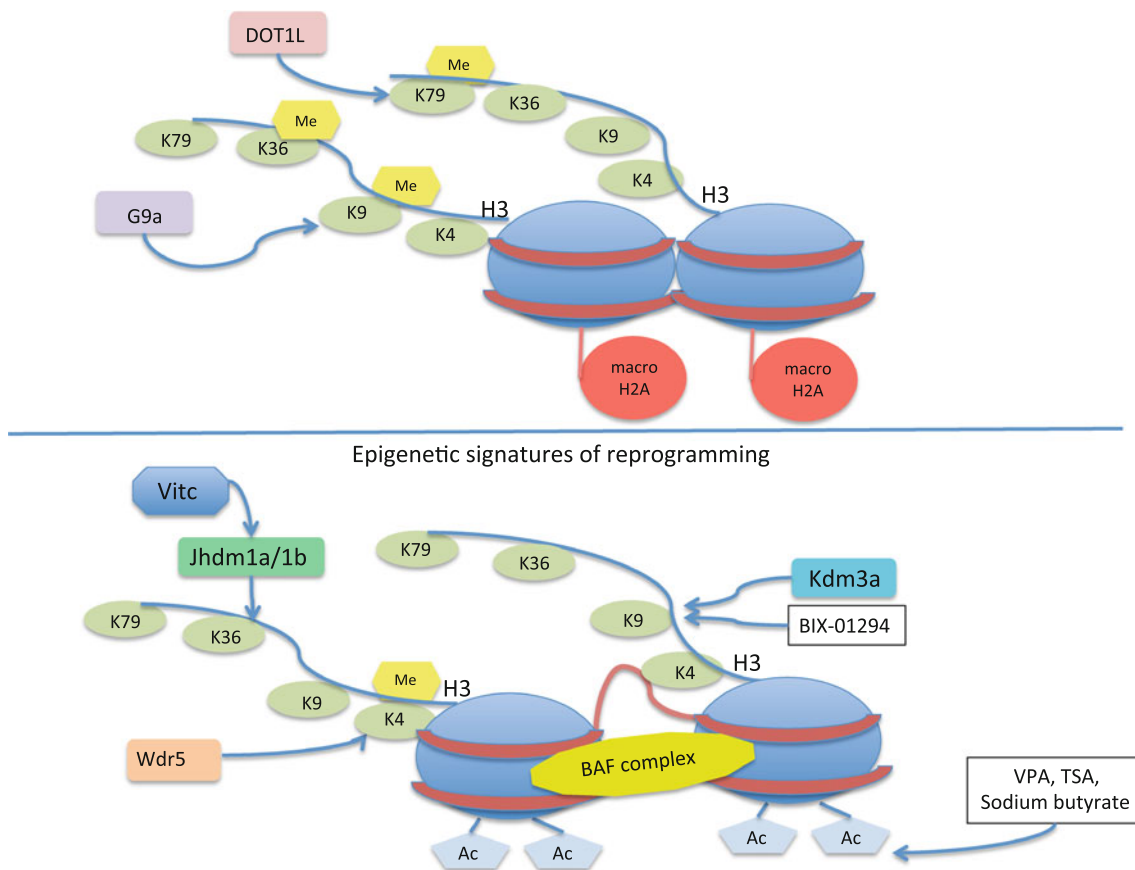 DOT1L
Me
K79
K36
K9
K4
H3
K79
Me
K36
Me
K9
H3
K4
G9a
macro
H2A
macro
H2A
Epigenetic signatures of reprogramming
Vitc
Jhdm1a/1b
K79
K36
K9
Me
H3
K4
Wdr5
K79
K36
K9
K4
H3
Kdm3a
BIX-01294
BAF complex
Ac
Ac
Ac
Ac
VPA, TSA,
Sodium butyrate